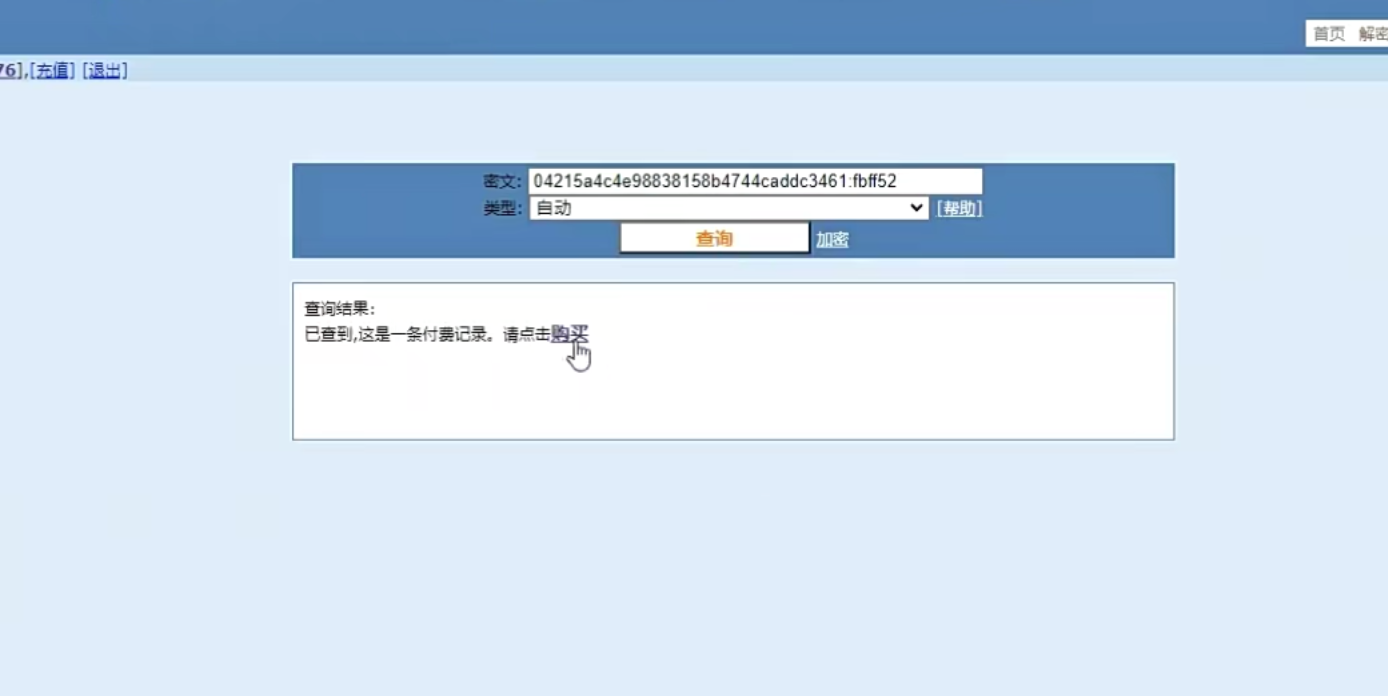 首页 解密
76],[充值] [退出]
密文: 04215a4c4e98838158b4744caddc3461:fbff52
类型: 自动 [帮助]
查询 加密
查询结果:
已查到,这是一条付费记录。请点击购买